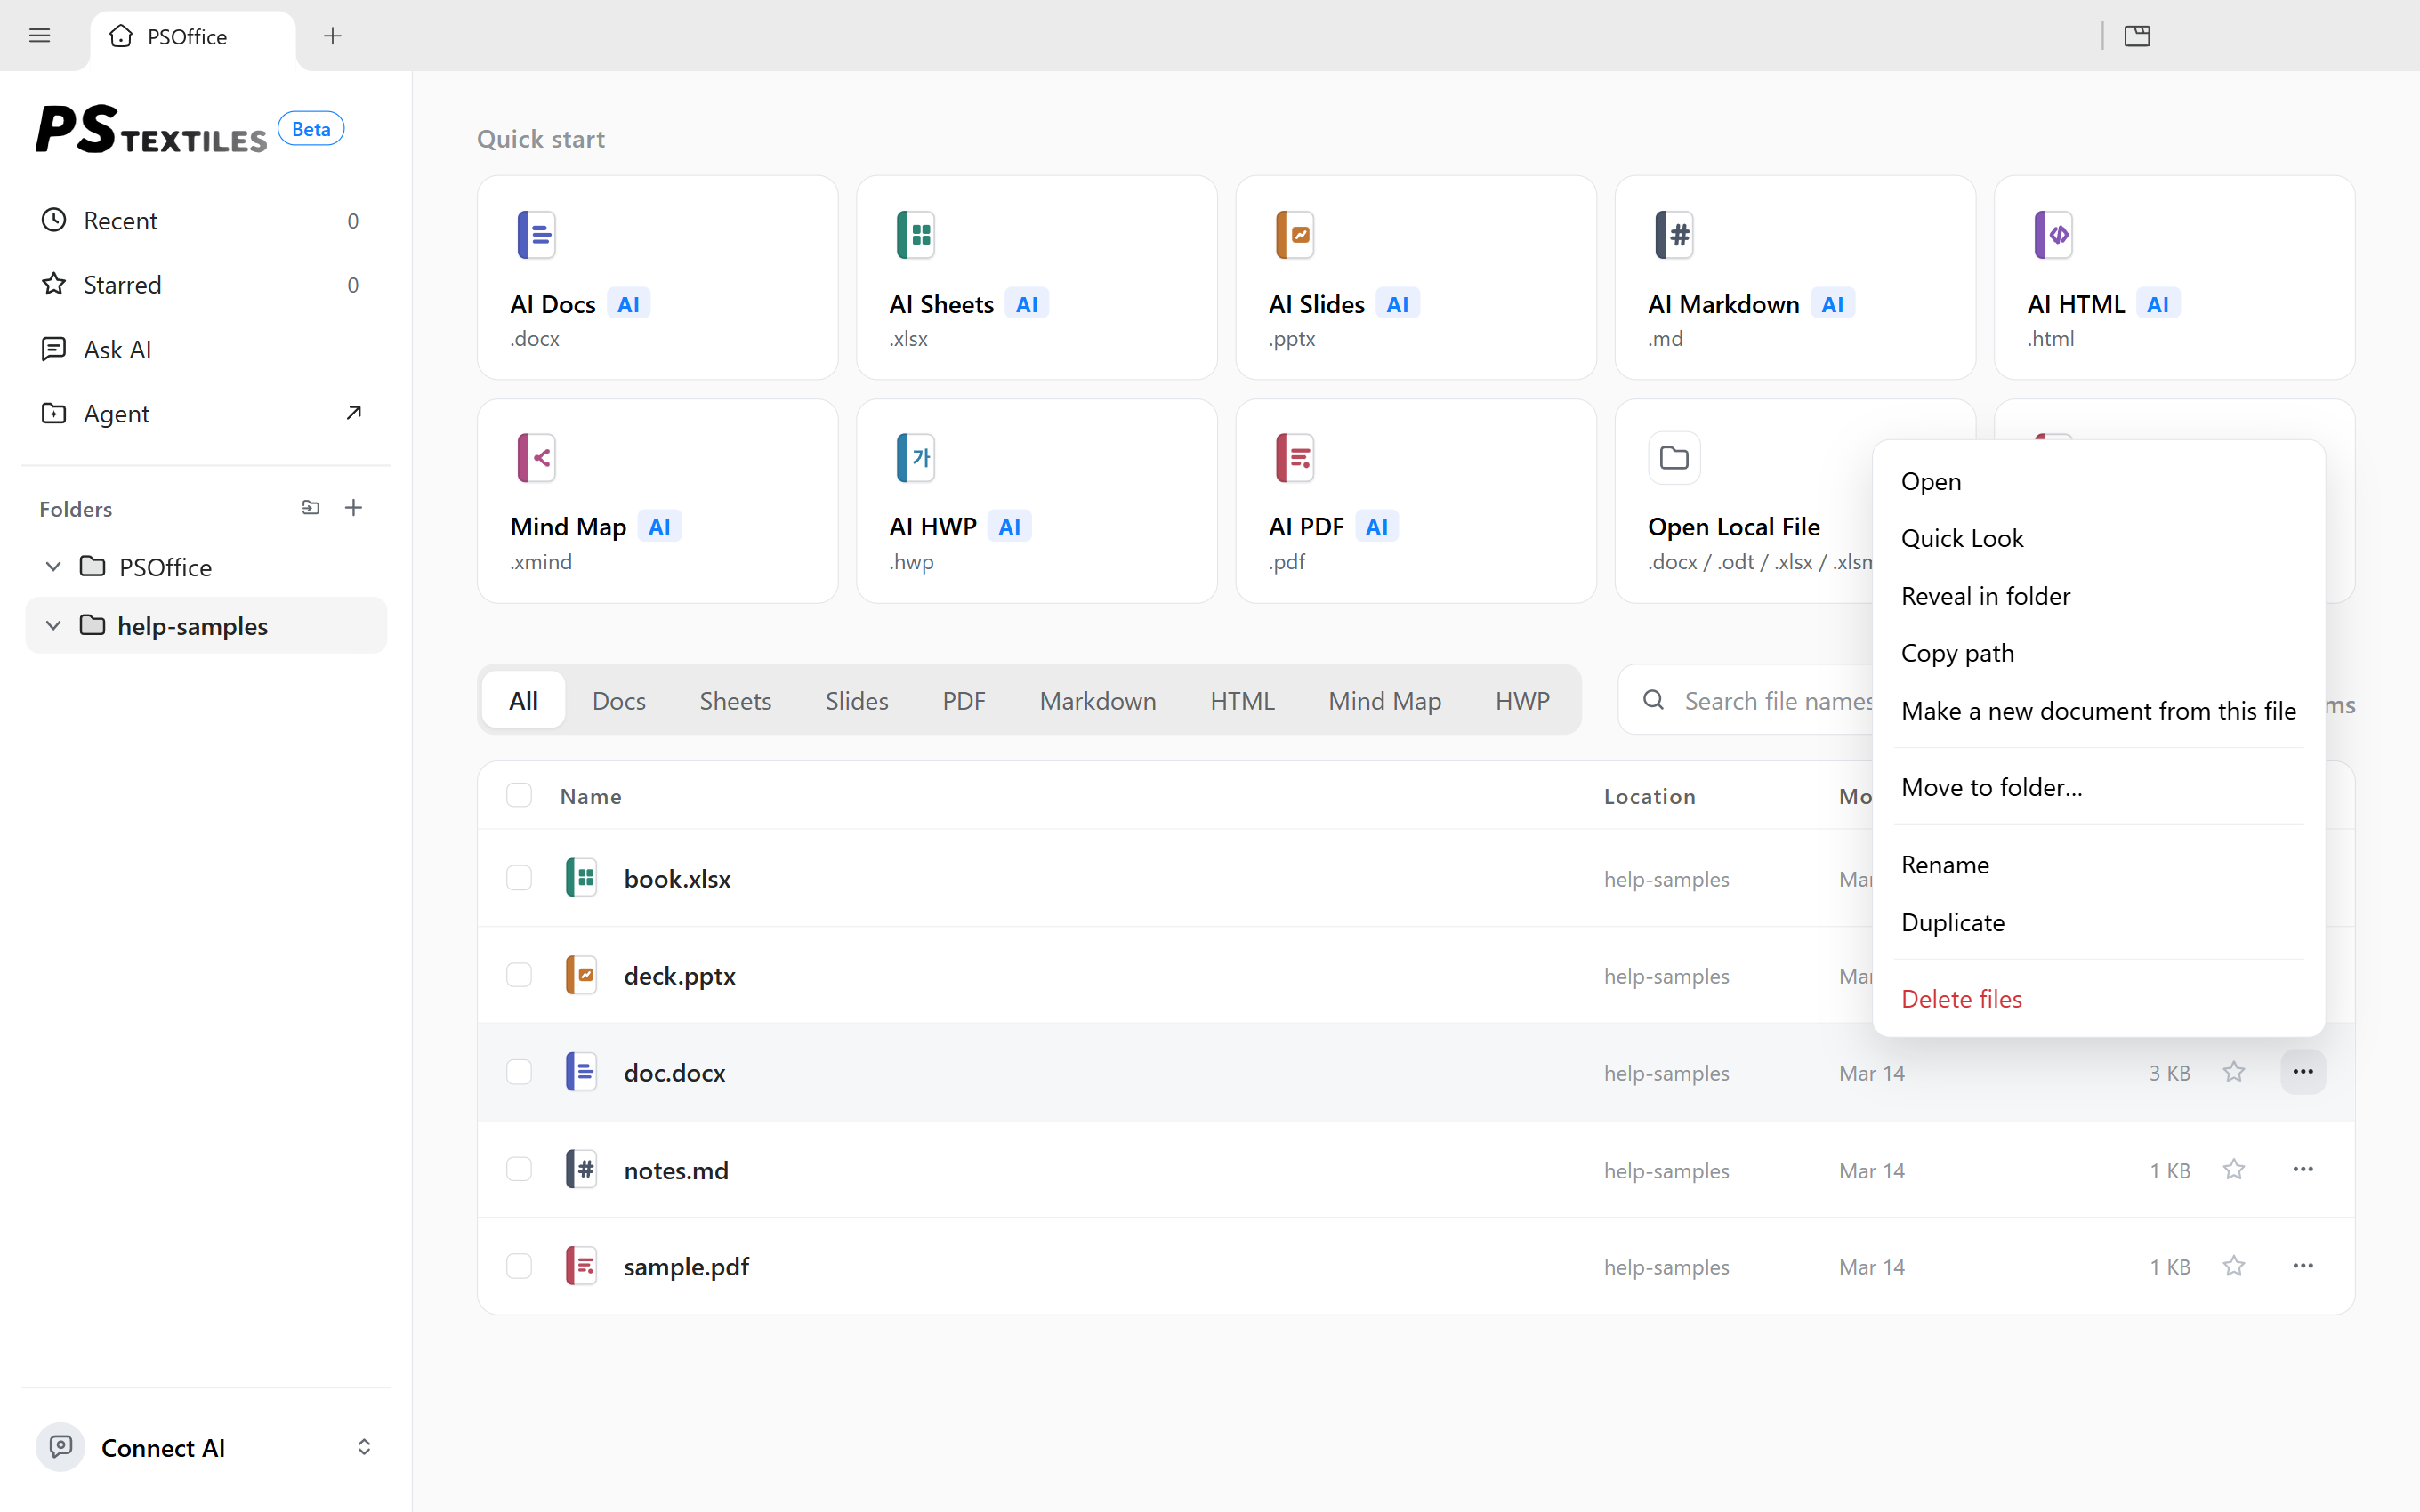 PSOffice
PS TEXTILES Beta
Recent 0
Starred 0
Ask AI
Agent
Folders
PSOffice
help-samples
Connect AI
Quick start
AI Docs AI
.docx
AI Sheets AI
.xlsx
AI Slides AI
.pptx
AI Markdown AI
.md
AI HTML AI
.html
Mind Map AI
.xmind
AI HWP AI
.hwp
AI PDF AI
.pdf
Open Local File
.docx / .odt / .xlsx / .xlsm
All Docs Sheets Slides PDF Markdown HTML Mind Map HWP
Search file names
Name Location
book.xlsx help-samples Mar
deck.pptx help-samples Mar
doc.docx help-samples Mar 14 3 KB
notes.md help-samples Mar 14 1 KB
sample.pdf help-samples Mar 14 1 KB
Open
Quick Look
Reveal in folder
Copy path
Make a new document from this file
Move to folder...
Rename
Duplicate
Delete files